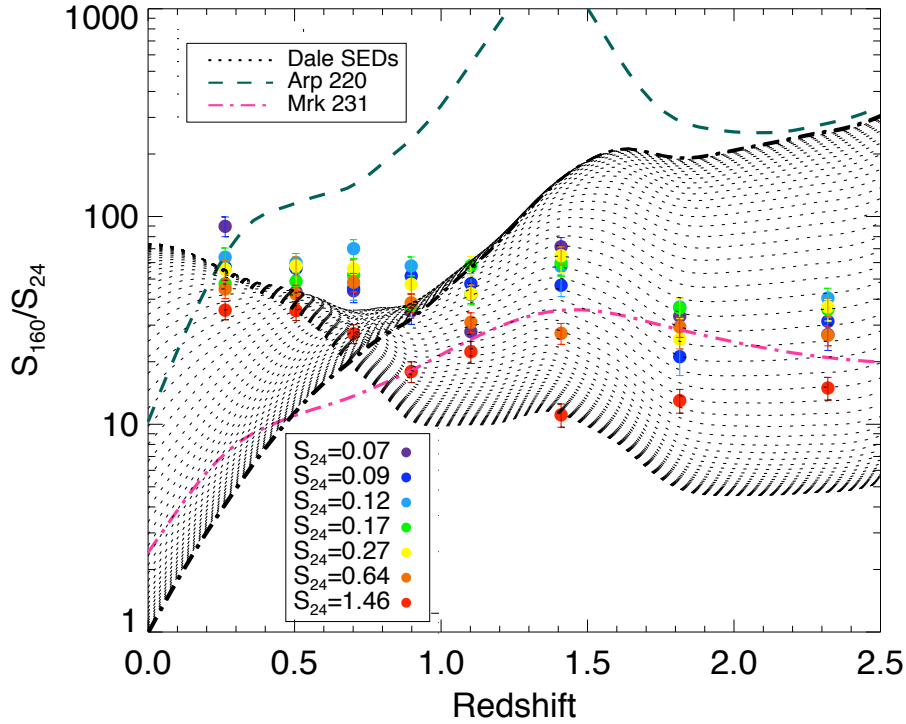 1000
Dale SEDs
Arp 220
Mrk 231
100
S160/S24
10
S24=0.07
S24=0.09
S24=0.12
S24=0.17
S24=0.27
S24=0.64
S24=1.46
1
0.0 0.5 1.0 1.5 2.0 2.5
Redshift